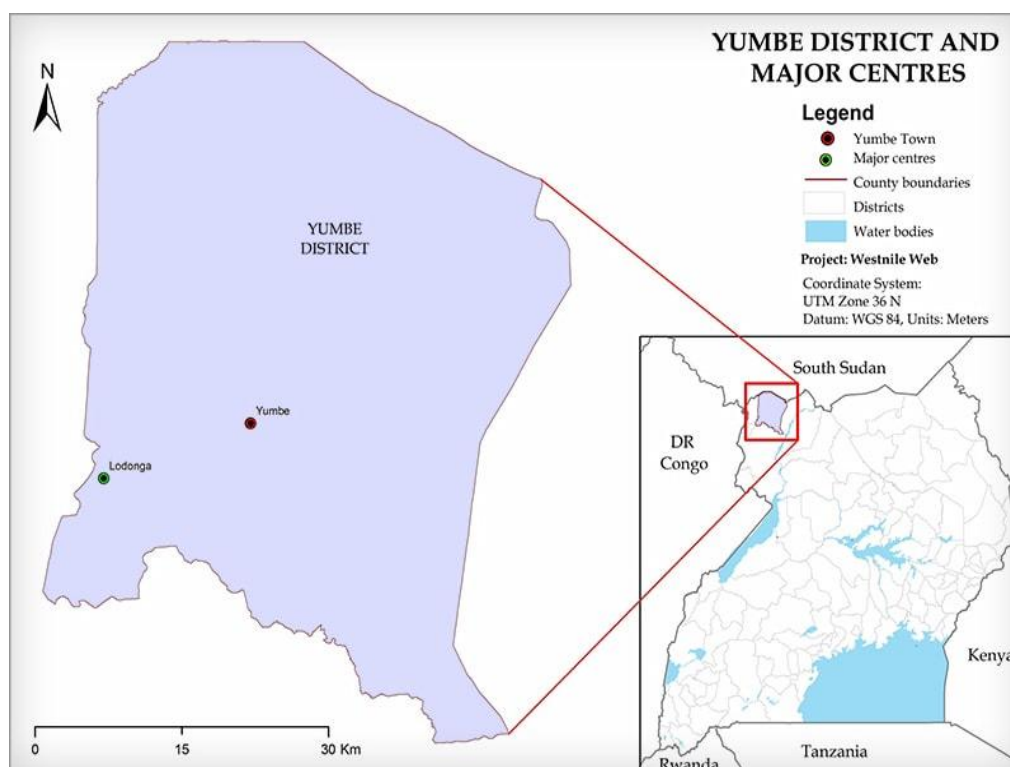 YUMBE DISTRICT AND
MAJOR CENTRES
N
Legend
Yumbe Town
Major centres
County boundaries
Districts
Water bodies
Project: Westnile Web
Coordinate System:
UTM Zone 36 N
Datum: WGS 84, Units: Meters
YUMBE
DISTRICT
Yumbe
Lodonga
South Sudan
DR
Congo
Kenya
Tanzania
Rwanda
0 15 30 Km